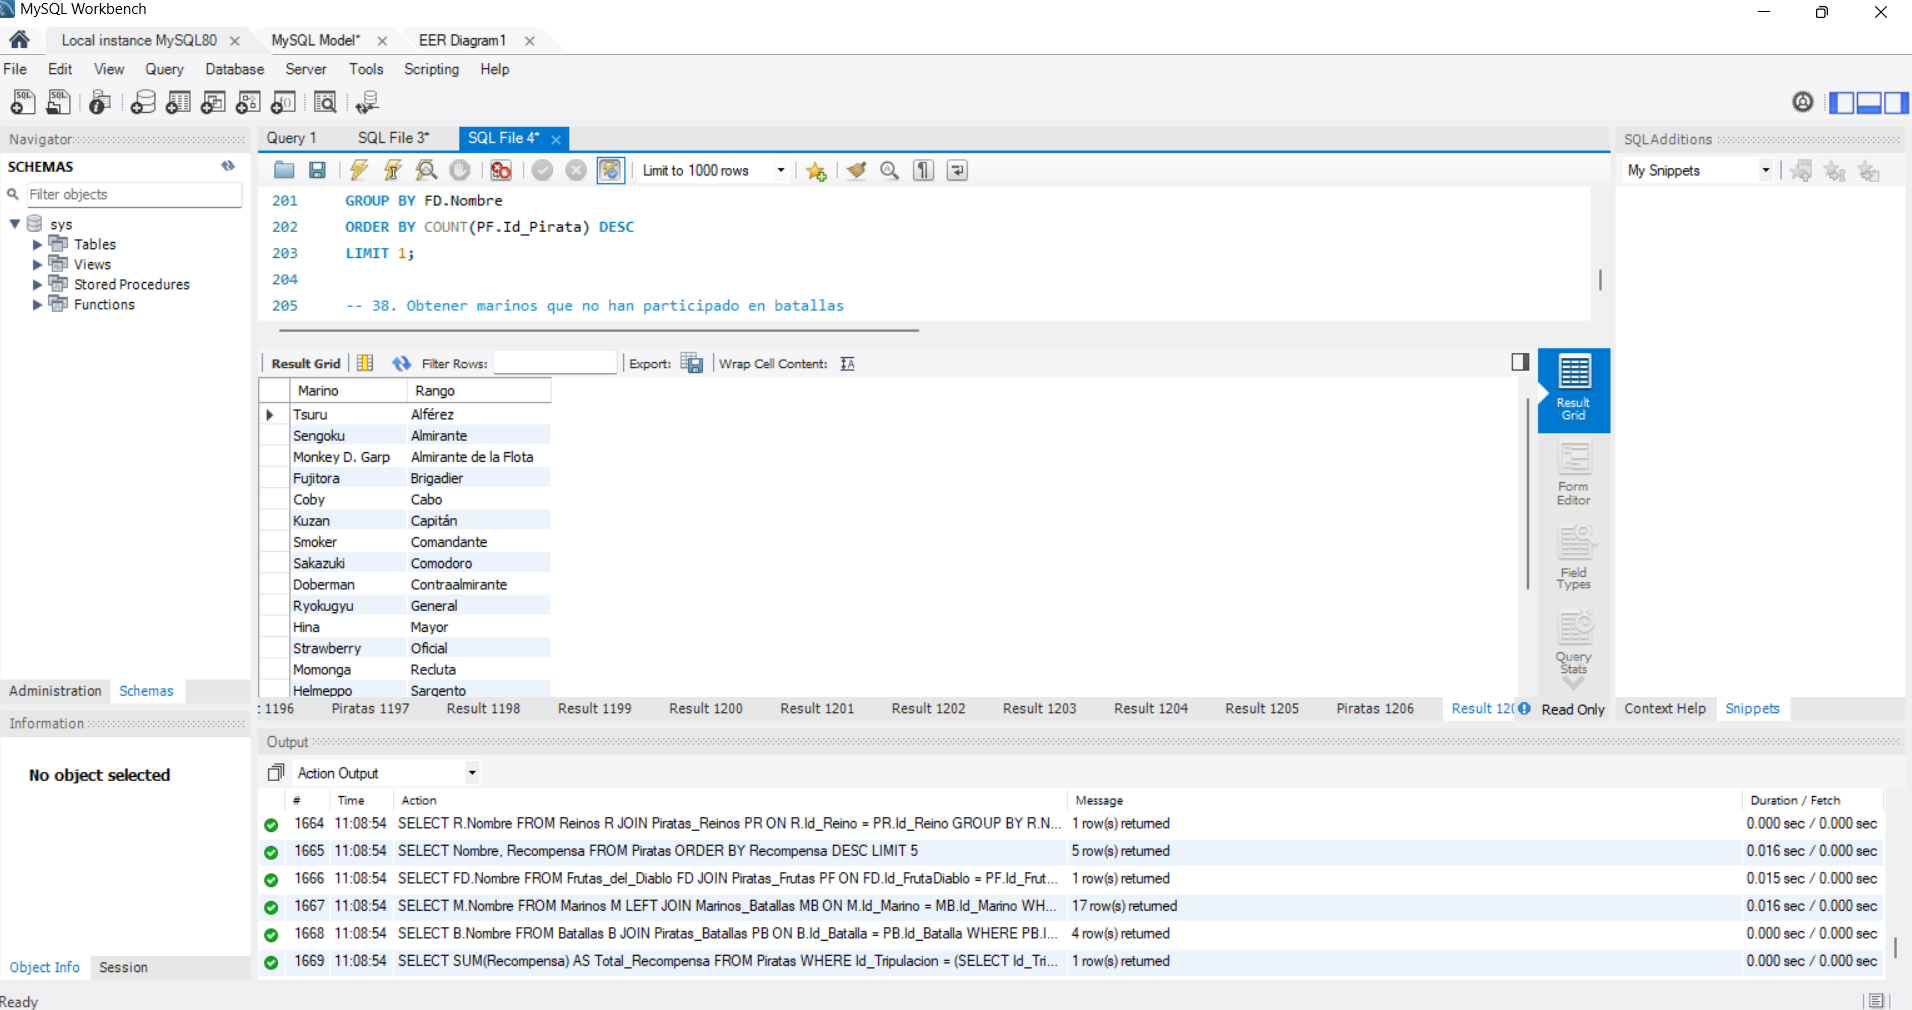 MySQL Workbench
Local instance MySQL80 MySQL Model* EER Diagram1
File Edit View Query Database Server Tools Scripting Help
Navigator
SCHEMAS
Filter objects
sys
Tables
Views
Stored Procedures
Functions
Administration Schemas
Information
No object selected
Object Info Session
Ready
Query 1 SQL File 3* SQL File 4*
Limit to 1000 rows
201 GROUP BY FD.Nombre
202 ORDER BY COUNT(PF.Id_Pirata) DESC
203 LIMIT 1;
204
205 -- 38. Obtener marinos que no han participado en batallas
Result Grid Filter Rows: Export: Wrap Cell Content:
Marino Rango
Tsuru Alférez
Sengoku Almirante
Monkey D. Garp Almirante de la Flota
Fujitora Brigadier
Coby Cabo
Kuzan Capitán
Smoker Comandante
Sakazuki Comodoro
Doberman Contraalmirante
Ryokugyu General
Hina Mayor
Strawberry Oficial
Momonga Recluta
Helmeppo Sargento
Result Grid
Form Editor
Field Types
Query Stats
: 1196 Piratas 1197 Result 1198 Result 1199 Result 1200 Result 1201 Result 1202 Result 1203 Result 1204 Result 1205 Piratas 1206 Result 120 Read Only
SQLAdditions
My Snippets
Context Help Snippets
Output
Action Output
# Time Action Message Duration / Fetch
1664 11:08:54 SELECT R.Nombre FROM Reinos R JOIN Piratas_Reinos PR ON R.Id_Reino = PR.Id_Reino GROUP BY R.N... 1 row(s) returned 0.000 sec / 0.000 sec
1665 11:08:54 SELECT Nombre, Recompensa FROM Piratas ORDER BY Recompensa DESC LIMIT 5 5 row(s) returned 0.016 sec / 0.000 sec
1666 11:08:54 SELECT FD.Nombre FROM Frutas_del_Diablo FD JOIN Piratas_Frutas PF ON FD.Id_FrutaDiablo = PF.Id_Frut... 1 row(s) returned 0.015 sec / 0.000 sec
1667 11:08:54 SELECT M.Nombre FROM Marinos M LEFT JOIN Marinos_Batallas MB ON M.Id_Marino = MB.Id_Marino WH... 17 row(s) returned 0.016 sec / 0.000 sec
1668 11:08:54 SELECT B.Nombre FROM Batallas B JOIN Piratas_Batallas PB ON B.Id_Batalla = PB.Id_Batalla WHERE PB.I... 4 row(s) returned 0.000 sec / 0.000 sec
1669 11:08:54 SELECT SUM(Recompensa) AS Total_Recompensa FROM Piratas WHERE Id_Tripulacion = (SELECT Id_Tri... 1 row(s) returned 0.000 sec / 0.000 sec